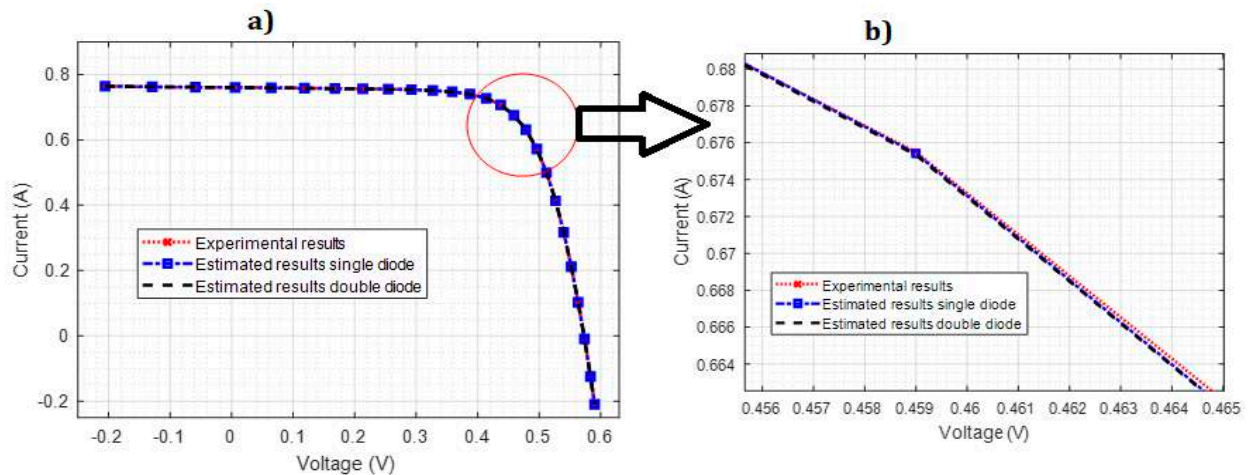 a)
0.8
0.6
0.4
0.2
0
-0.2
Current (A)
Experimental results
Estimated results single diode
Estimated results double diode
-0.2 -0.1 0 0.1 0.2 0.3 0.4 0.5 0.6
Voltage (V)
b)
0.68
0.678
0.676
0.674
0.672
0.67
0.668
0.666
0.664
Current (A)
Experimental results
Estimated results single diode
Estimated results double diode
0.456 0.457 0.458 0.459 0.46 0.461 0.462 0.463 0.464 0.465
Voltage (V)